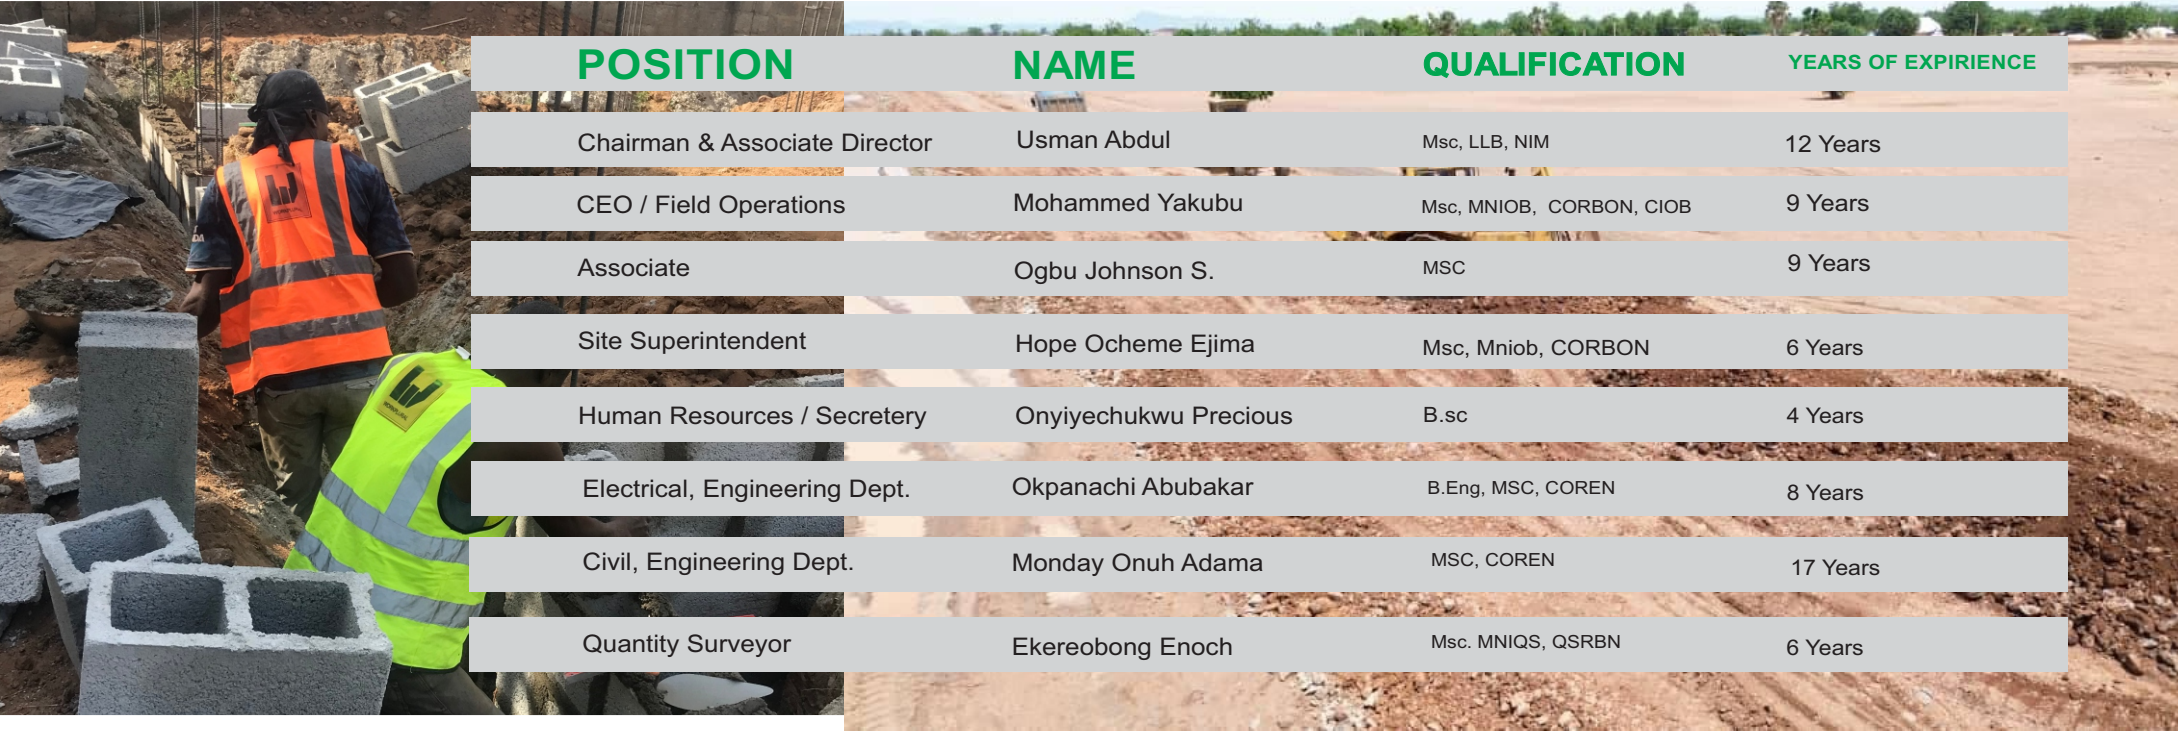 POSITION NAME QUALIFICATION YEARS OF EXPIRIENCE
Chairman & Associate Director Usman Abdul Msc, LLB, NIM 12 Years
CEO / Field Operations Mohammed Yakubu Msc, MNIOB, CORBON, CIOB 9 Years
Associate Ogbu Johnson S. MSC 9 Years
Site Superintendent Hope Ocheme Ejima Msc, Mniob, CORBON 6 Years
Human Resources / Secretery Onyiyechukwu Precious B.sc 4 Years
Electrical, Engineering Dept. Okpanachi Abubakar B.Eng, MSC, COREN 8 Years
Civil, Engineering Dept. Monday Onuh Adama MSC, COREN 17 Years
Quantity Surveyor Ekereobong Enoch Msc. MNIQS, QSRBN 6 Years